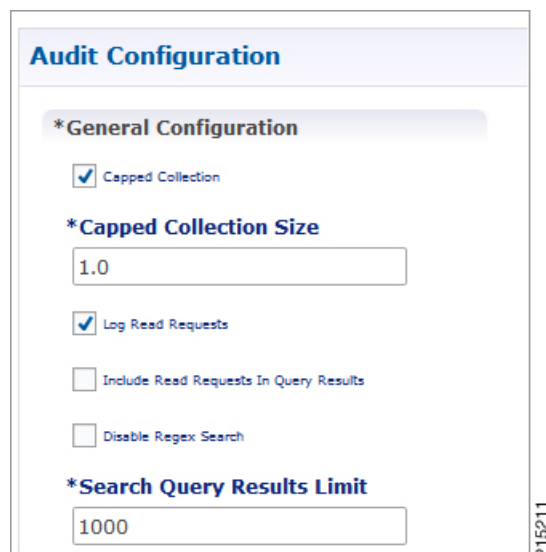 Audit Configuration
*General Configuration
Capped Collection
*Capped Collection Size
1.0
Log Read Requests
Include Read Requests In Query Results
Disable Regex Search
*Search Query Results Limit
1000